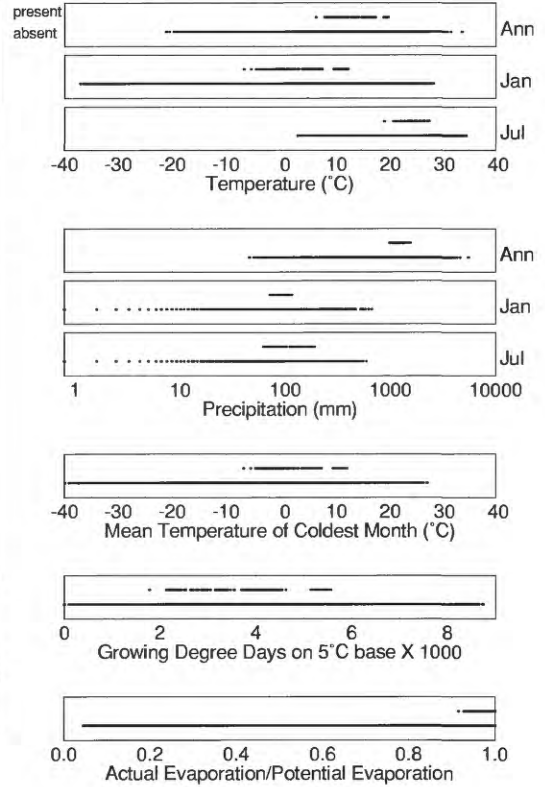 present
absent
Ann
Jan
Jul
-40 -30 -20 -10 0 10 20 30 40
Temperature (˚C)
Ann
Jan
Jul
1 10 100 1000 10000
Precipitation (mm)
-40 -30 -20 -10 0 10 20 30 40
Mean Temperature of Coldest Month (˚C)
0 2 4 6 8
Growing Degree Days on 5˚C base X 1000
0.0 0.2 0.4 0.6 0.8 1.0
Actual Evaporation/Potential Evaporation